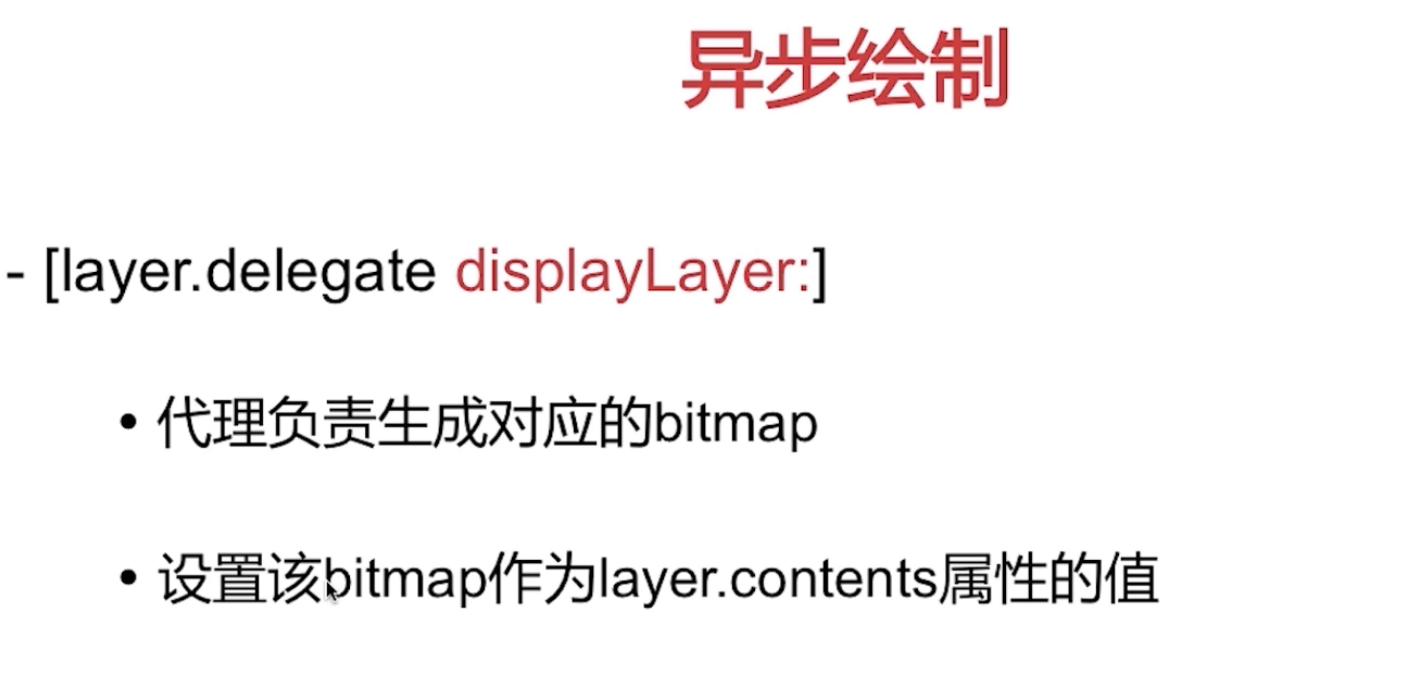 异步绘制
- [layer.delegate displayLayer:]
• 代理负责生成对应的bitmap
• 设置该bitmap作为layer.contents属性的值